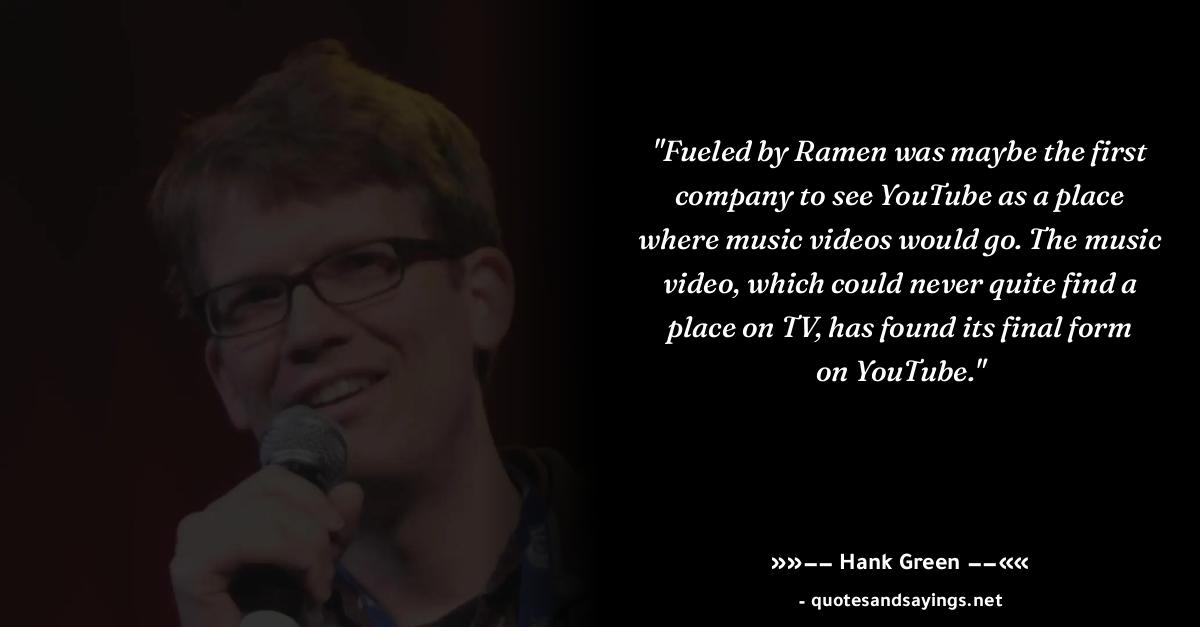 "Fueled by Ramen was maybe the first
company to see YouTube as a place
where music videos would go. The music
video, which could never quite find a
place on TV, has found its final form
on YouTube."
»»−− Hank Green −−««
- quotesandsayings.net